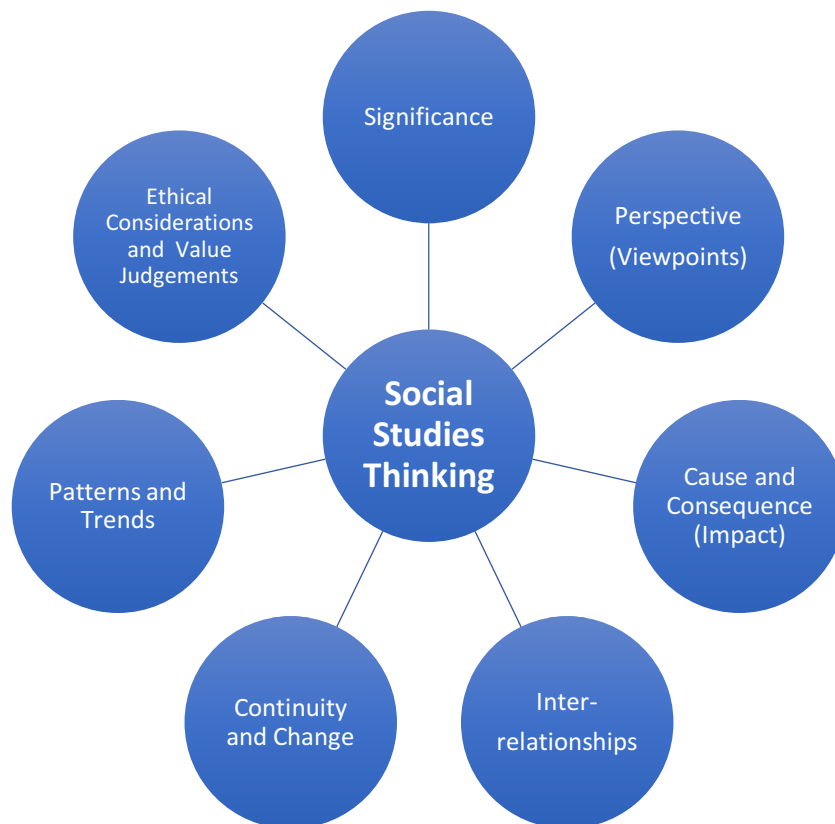 Significance
Perspective
(Viewpoints)
Cause and
Consequence
(Impact)
Inter-
relationships
Continuity
and Change
Patterns and
Trends
Ethical
Considerations
and  Value
Judgements
Social
Studies
Thinking